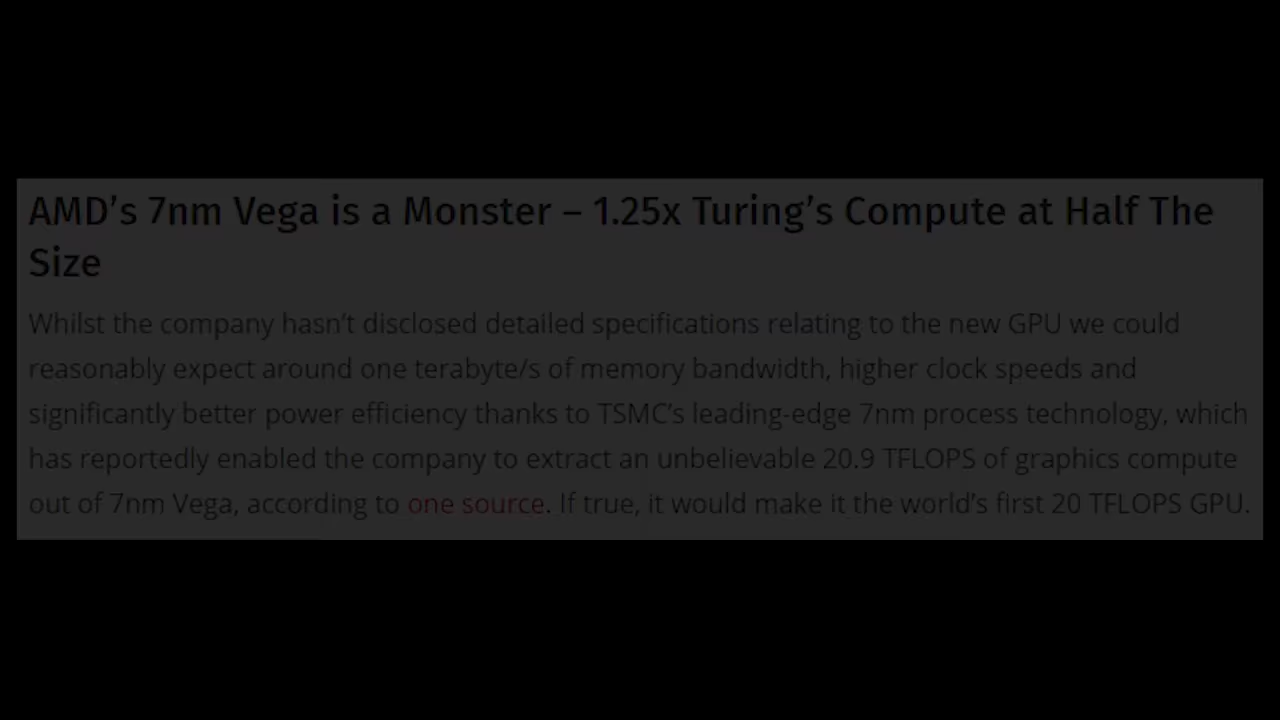 AMD’s 7nm Vega is a Monster – 1.25x Turing’s Compute at Half The
Size
Whilst the company hasn’t disclosed detailed specifications relating to the new GPU we could
reasonably expect around one terabyte/s of memory bandwidth, higher clock speeds and
significantly better power efficiency thanks to TSMC’s leading-edge 7nm process technology, which
has reportedly enabled the company to extract an unbelievable 20.9 TFLOPS of graphics compute
out of 7nm Vega, according to one source. If true, it would make it the world’s first 20 TFLOPS GPU.